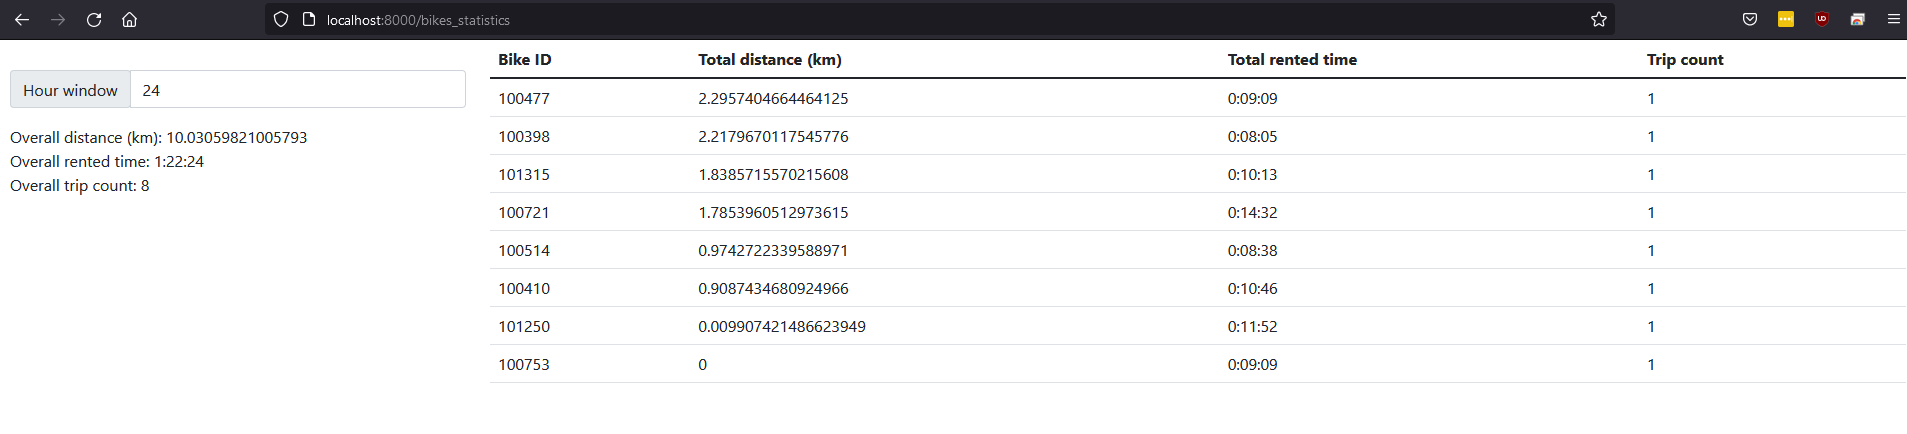 localhost:8000/bikes_statistics
Hour window 24
Overall distance (km): 10.03059821005793
Overall rented time: 1:22:24
Overall trip count: 8
Bike ID Total distance (km) Total rented time Trip count
100477 2.2957404664464125 0:09:09 1
100398 2.2179670117545776 0:08:05 1
101315 1.8385715570215608 0:10:13 1
100721 1.7853960512973615 0:14:32 1
100514 0.9742722339588971 0:08:38 1
100410 0.9087434680924966 0:10:46 1
101250 0.009907421486623949 0:11:52 1
100753 0 0:09:09 1